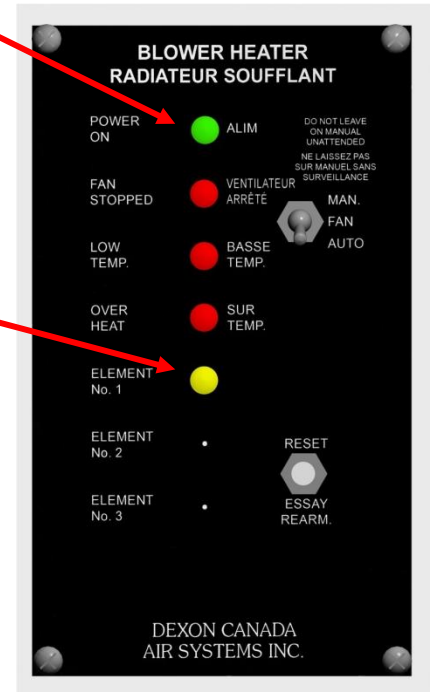 BLOWER HEATER
RADIATEUR SOUFFLANT
POWER
ON
ALIM
DO NOT LEAVE
ON MANUAL
UNATTENDED
NE LAISSEZ PAS
SUR MANUEL SANS
SURVEILLANCE
FAN
STOPPED
VENTILATEUR
ARRÊTÉ
MAN.
FAN
AUTO
LOW
TEMP.
BASSE
TEMP.
OVER
HEAT
SUR
TEMP.
ELEMENT
No. 1
ELEMENT
No. 2
RESET
ELEMENT
No. 3
ESSAY
REARM.
DEXON CANADA
AIR SYSTEMS INC.